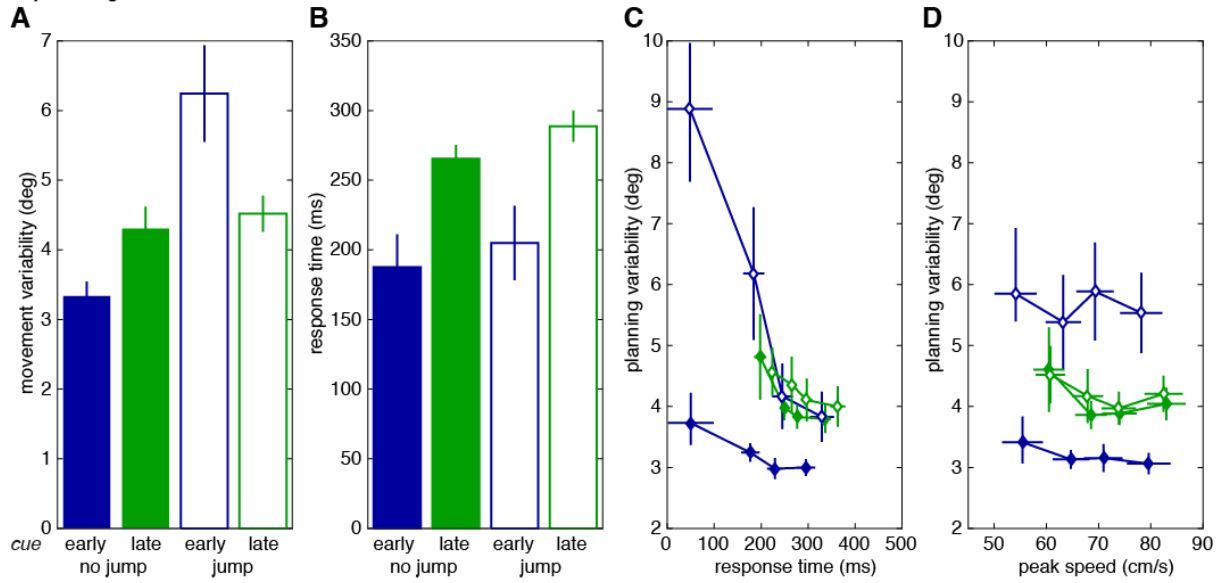 A
B
C
D
movement variability (deg)
7
6
5
4
3
2
1
0
cue
early late early late
no jump jump
response time (ms)
350
300
250
200
150
100
50
0
early late early late
no jump jump
planning variability (deg)
10
9
8
7
6
5
4
3
2
0 100 200 300 400 500
response time (ms)
planning variability (deg)
10
9
8
7
6
5
4
3
2
50 60 70 80 90
peak speed (cm/s)